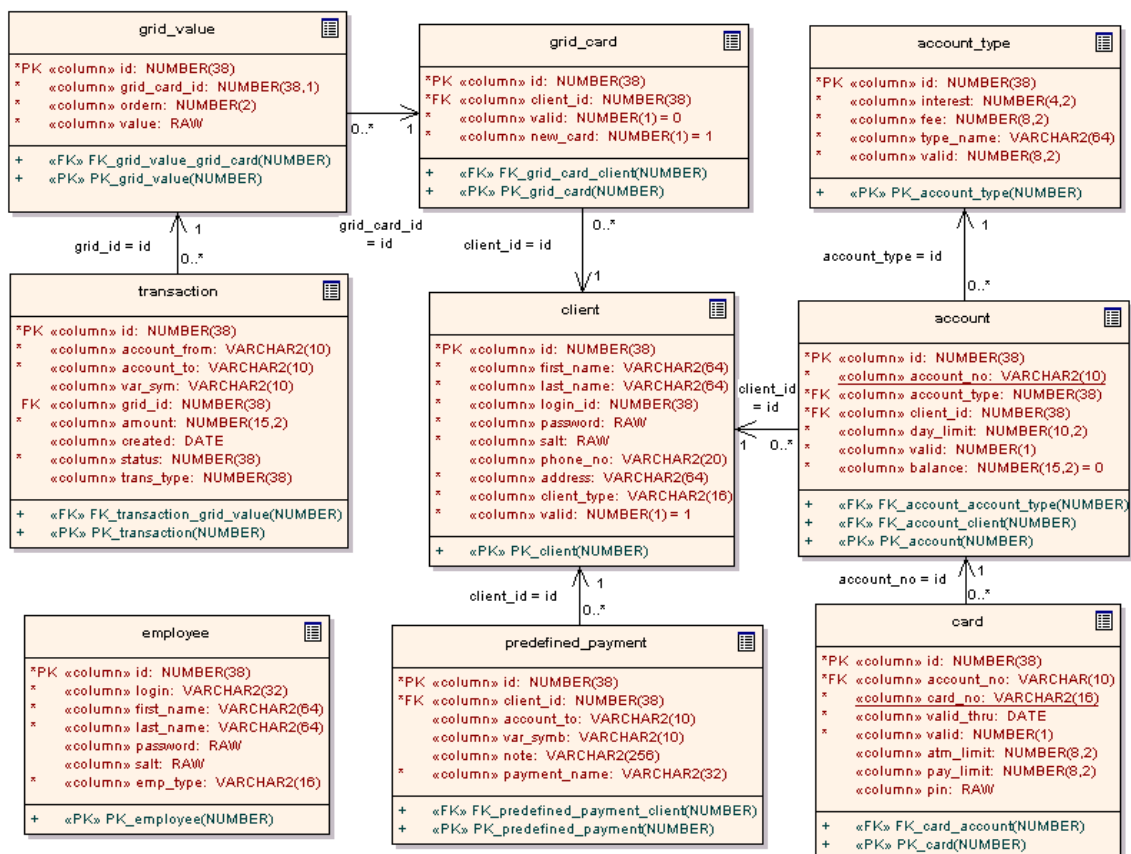 grid_value
*PK «column» id: NUMBER(38)
* «column» grid_card_id: NUMBER(38,1)
* «column» ordern: NUMBER(2)
* «column» value: RAW
+ «FK» FK_grid_value_grid_card(NUMBER)
+ «PK» PK_grid_value(NUMBER)
0..*
1
grid_card_id
= id
grid_card
*PK «column» id: NUMBER(38)
*FK «column» client_id: NUMBER(38)
* «column» valid: NUMBER(1) = 0
* «column» new_card: NUMBER(1) = 1
+ «FK» FK_grid_card_client(NUMBER)
+ «PK» PK_grid_card(NUMBER)
account_type
*PK «column» id: NUMBER(38)
* «column» interest: NUMBER(4,2)
* «column» fee: NUMBER(8,2)
* «column» type_name: VARCHAR2(64)
* «column» valid: NUMBER(8,2)
+ «PK» PK_account_type(NUMBER)
1
grid_id = id
0..*
0..*
client_id = id
1
1
account_type = id
0..*
transaction
*PK «column» id: NUMBER(38)
* «column» account_from: VARCHAR2(10)
* «column» account_to: VARCHAR2(10)
«column» var_sym: VARCHAR2(10)
FK «column» grid_id: NUMBER(38)
* «column» amount: NUMBER(15,2)
«column» created: DATE
* «column» status: NUMBER(38)
«column» trans_type: NUMBER(38)
+ «FK» FK_transaction_grid_value(NUMBER)
+ «PK» PK_transaction(NUMBER)
client
*PK «column» id: NUMBER(38)
* «column» first_name: VARCHAR2(64)
* «column» last_name: VARCHAR2(64)
* «column» login_id: NUMBER(38)
* «column» password: RAW
* «column» salt: RAW
«column» phone_no: VARCHAR2(20)
* «column» address: VARCHAR2(64)
* «column» client_type: VARCHAR2(16)
* «column» valid: NUMBER(1) = 1
+ «PK» PK_client(NUMBER)
client_id
= id
1
0..*
account
*PK «column» id: NUMBER(38)
* «column» account_no: VARCHAR2(10)
*FK «column» account_type: NUMBER(38)
*FK «column» client_id: NUMBER(38)
* «column» day_limit: NUMBER(10,2)
* «column» valid: NUMBER(1)
* «column» balance: NUMBER(15,2) = 0
+ «FK» FK_account_account_type(NUMBER)
+ «FK» FK_account_client(NUMBER)
+ «PK» PK_account(NUMBER)
client_id = id
1
0..*
account_no = id
1
0..*
employee
*PK «column» id: NUMBER(38)
* «column» login: VARCHAR2(32)
* «column» first_name: VARCHAR2(64)
* «column» last_name: VARCHAR2(64)
«column» password: RAW
«column» salt: RAW
* «column» emp_type: VARCHAR2(16)
+ «PK» PK_employee(NUMBER)
predefined_payment
*PK «column» id: NUMBER(38)
*FK «column» client_id: NUMBER(38)
«column» account_to: VARCHAR2(10)
«column» var_symb: VARCHAR2(10)
«column» note: VARCHAR2(256)
* «column» payment_name: VARCHAR2(32)
+ «FK» FK_predefined_payment_client(NUMBER)
+ «PK» PK_predefined_payment(NUMBER)
card
*PK «column» id: NUMBER(38)
*FK «column» account_no: VARCHAR(10)
* «column» card_no: VARCHAR2(16)
* «column» valid_thru: DATE
* «column» valid: NUMBER(1)
«column» atm_limit: NUMBER(8,2)
«column» pay_limit: NUMBER(8,2)
«column» pin: RAW
+ «FK» FK_card_account(NUMBER)
+ «PK» PK_card(NUMBER)